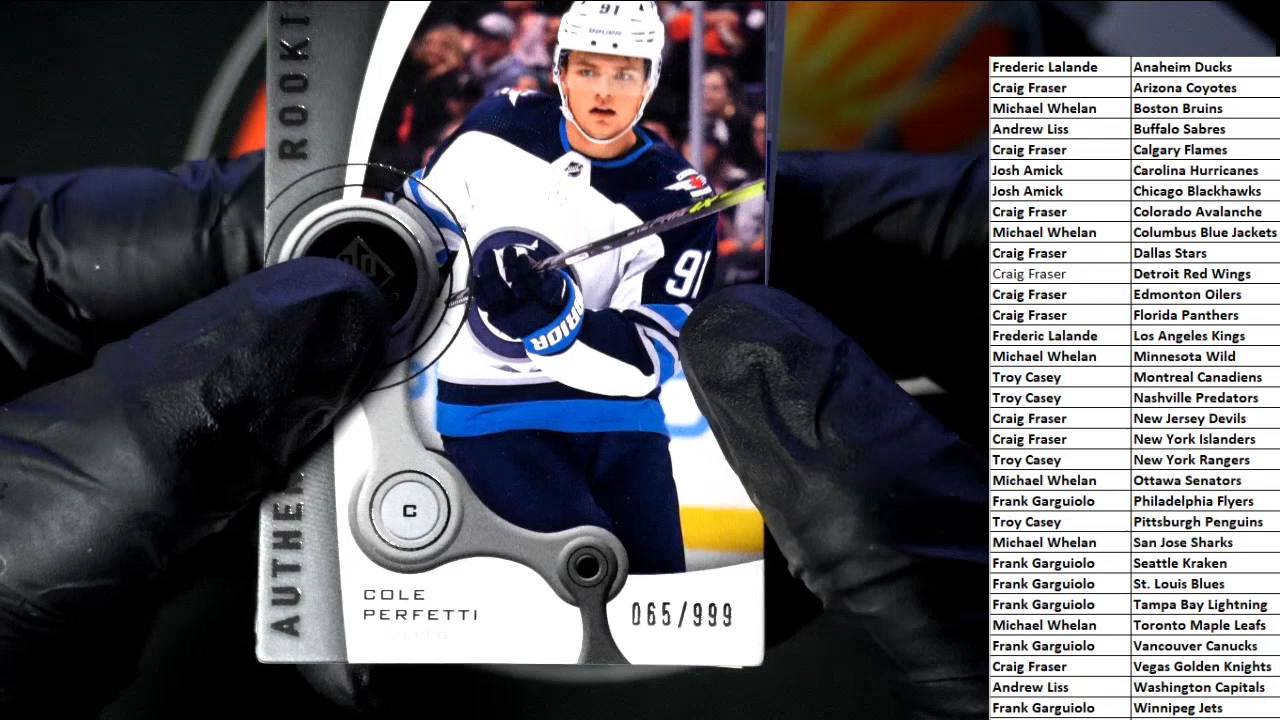 ROOKI
AUTHE
91
BAUER
91
WARRIOR
C
COLE
PERFETTI
065/999
Frederic Lalande Anaheim Ducks
Craig Fraser Arizona Coyotes
Michael Whelan Boston Bruins
Andrew Liss Buffalo Sabres
Craig Fraser Calgary Flames
Josh Amick Carolina Hurricanes
Josh Amick Chicago Blackhawks
Craig Fraser Colorado Avalanche
Michael Whelan Columbus Blue Jackets
Craig Fraser Dallas Stars
Craig Fraser Detroit Red Wings
Craig Fraser Edmonton Oilers
Craig Fraser Florida Panthers
Frederic Lalande Los Angeles Kings
Michael Whelan Minnesota Wild
Troy Casey Montreal Canadiens
Troy Casey Nashville Predators
Craig Fraser New Jersey Devils
Craig Fraser New York Islanders
Troy Casey New York Rangers
Michael Whelan Ottawa Senators
Frank Garguiolo Philadelphia Flyers
Troy Casey Pittsburgh Penguins
Michael Whelan San Jose Sharks
Frank Garguiolo Seattle Kraken
Frank Garguiolo St. Louis Blues
Frank Garguiolo Tampa Bay Lightning
Michael Whelan Toronto Maple Leafs
Frank Garguiolo Vancouver Canucks
Craig Fraser Vegas Golden Knights
Andrew Liss Washington Capitals
Frank Garguiolo Winnipeg Jets